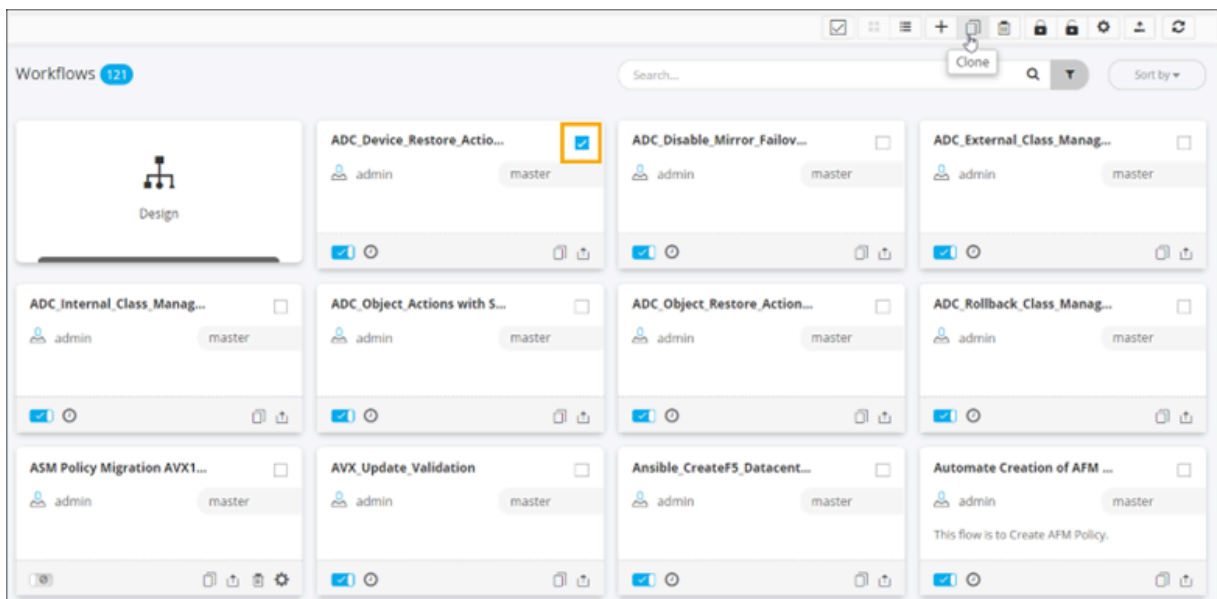 Clone
Workflows 121
Search...
Sort by
Design
ADC_Device_Restore_Actio...
admin
master
ADC_Disable_Mirror_Failov...
admin
master
ADC_External_Class_Manag...
admin
master
ADC_Internal_Class_Manag...
admin
master
ADC_Object_Actions with S...
admin
master
ADC_Object_Restore_Action...
admin
master
ADC_Rollback_Class_Manag...
admin
master
ASM Policy Migration AVX1...
admin
master
AVX_Update_Validation
admin
master
Ansible_CreateF5_Datacent...
admin
master
Automate Creation of AFM ...
admin
master
This flow is to Create AFM Policy.